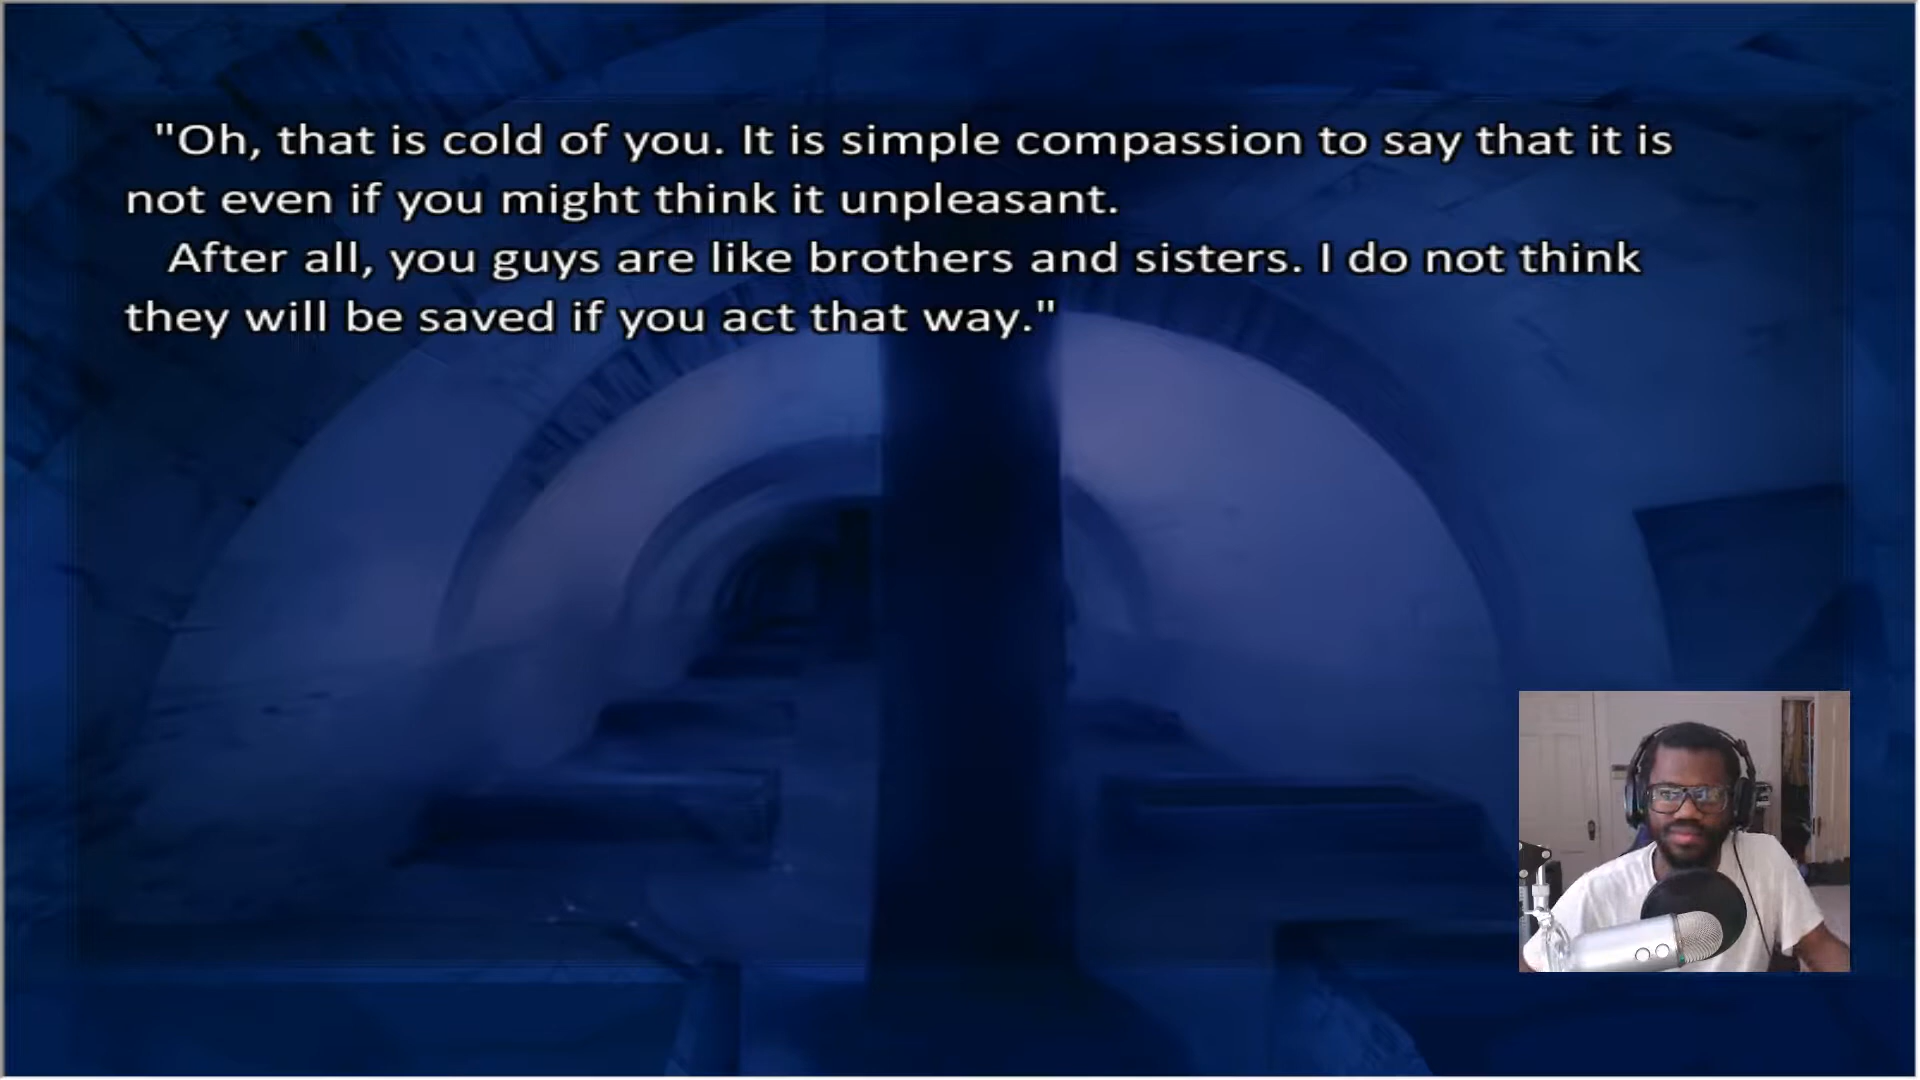 "Oh, that is cold of you. It is simple compassion to say that it is
not even if you might think it unpleasant.
After all, you guys are like brothers and sisters. I do not think
they will be saved if you act that way."